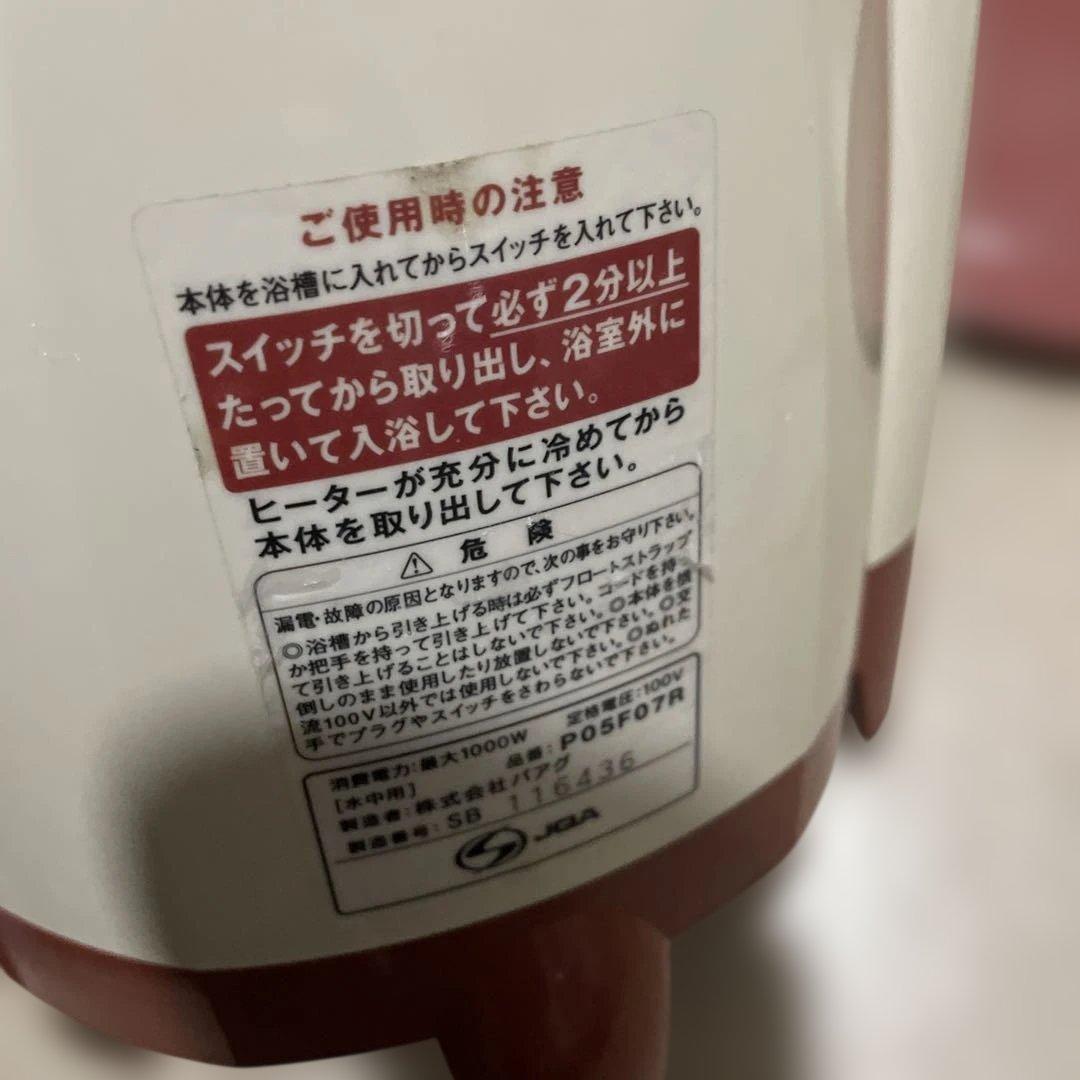 ご使用時の注意
本体を浴槽に入れてからスイッチを入れて下さい。
スイッチを切って必ず2分以上
たってから取り出し、浴室外に
置いて入浴して下さい。
ヒーターが充分に冷めてから
本体を取り出して下さい。
⚠ 危険
漏電・故障の原因となりますので、次の事をお守り下さい。
◎浴槽から引き上げる時は必ずフロートストラップ
か把手を持って引き上げて下さい。コードを持っ
て引き上げることはしないで下さい。◎本体を横
倒しのまま使用したり放置しないで下さい。◎交
流100V以外では使用しないで下さい。◎ぬれた
手でプラグやスイッチをさわらないで下さい。
消費電力:最大1000W 定格電圧:100V
[水中用] 品番:P05F07R
製造者:株式会社パアグ
製造番号:SB 116436
JQA